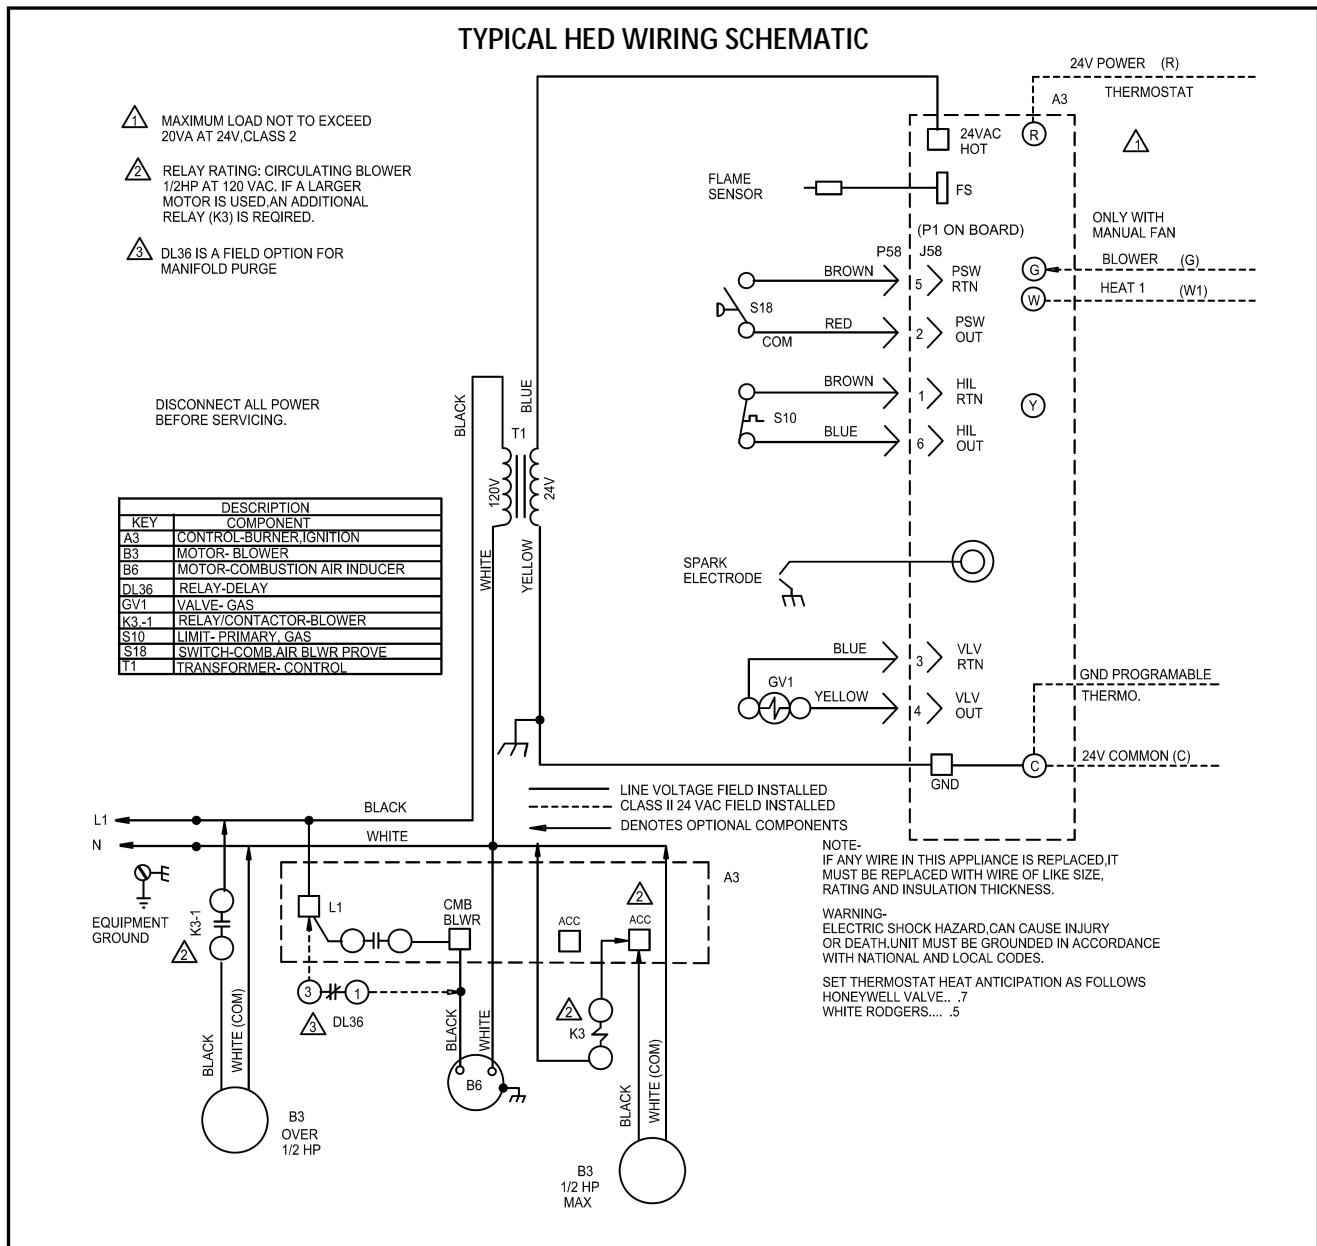 TYPICAL HED WIRING SCHEMATIC
24V POWER (R)
THERMOSTAT
A3
1
MAXIMUM LOAD NOT TO EXCEED
20VA AT 24V,CLASS 2
2
RELAY RATING: CIRCULATING BLOWER
1/2HP AT 120 VAC. IF A LARGER
MOTOR IS USED,AN ADDITIONAL
RELAY (K3) IS REQIRED.
3
DL36 IS A FIELD OPTION FOR
MANIFOLD PURGE
24VAC
HOT
R
1
FLAME
SENSOR
FS
ONLY WITH
MANUAL FAN
(P1 ON BOARD)
P58
J58
BROWN
5
PSW
RTN
G
BLOWER (G)
W
HEAT 1 (W1)
S18
RED
COM
2
PSW
OUT
BROWN
1
HIL
RTN
Y
S10
BLUE
6
HIL
OUT
DISCONNECT ALL POWER
BEFORE SERVICING.
BLACK
BLUE
T1
120V
24V
WHITE
YELLOW
DESCRIPTION
KEY COMPONENT
A3 CONTROL-BURNER,IGNITION
B3 MOTOR- BLOWER
B6 MOTOR-COMBUSTION AIR INDUCER
DL36 RELAY-DELAY
GV1 VALVE- GAS
K3,-1 RELAY/CONTACTOR-BLOWER
S10 LIMIT- PRIMARY, GAS
S18 SWITCH-COMB.AIR BLWR PROVE
T1 TRANSFORMER- CONTROL
SPARK
ELECTRODE
BLUE
3
VLV
RTN
GV1
YELLOW
4
VLV
OUT
GND PROGRAMABLE
THERMO.
C
24V COMMON (C)
GND
LINE VOLTAGE FIELD INSTALLED
CLASS II 24 VAC FIELD INSTALLED
DENOTES OPTIONAL COMPONENTS
L1
BLACK
N
WHITE
EQUIPMENT
GROUND
K3-1
2
L1
CMB
BLWR
ACC
2
ACC
A3
3
1
3
DL36
2
K3
BLACK
WHITE (COM)
BLACK
WHITE
B6
BLACK
WHITE (COM)
B3
OVER
1/2 HP
B3
1/2 HP
MAX
NOTE-
IF ANY WIRE IN THIS APPLIANCE IS REPLACED,IT
MUST BE REPLACED WITH WIRE OF LIKE SIZE,
RATING AND INSULATION THICKNESS.
WARNING-
ELECTRIC SHOCK HAZARD,CAN CAUSE INJURY
OR DEATH.UNIT MUST BE GROUNDED IN ACCORDANCE
WITH NATIONAL AND LOCAL CODES.
SET THERMOSTAT HEAT ANTICIPATION AS FOLLOWS
HONEYWELL VALVE.. .7
WHITE RODGERS.... .5